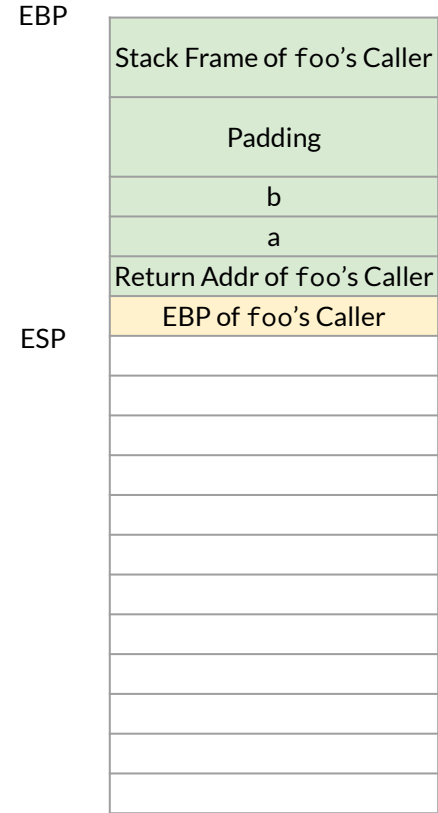 EBP
Stack Frame of foo's Caller
Padding
b
a
Return Addr of foo's Caller
EBP of foo's Caller
ESP